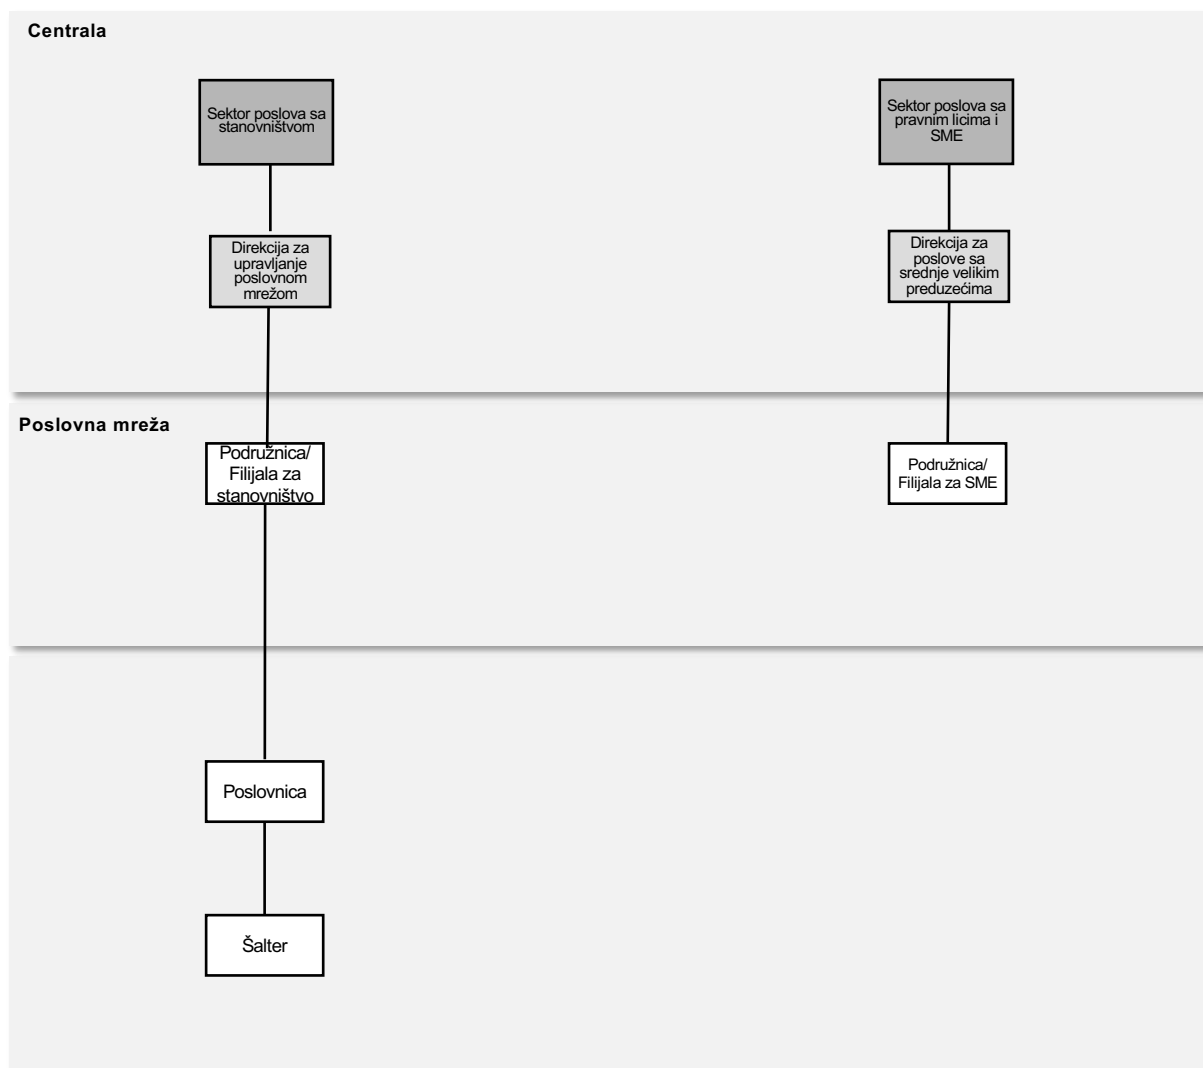 Centrala
Sektor poslova sa
stanovništvom
Sektor poslova sa
pravnim licima i
SME
Direkcija za
upravljanje
poslovnom
mrežom
Direkcija za
poslove sa
srednje velikim
preduzećima
Poslovna mreža
Podružnica/
Filijala za
stanovništvo
Podružnica/
Filijala za SME
Poslovnica
Šalter